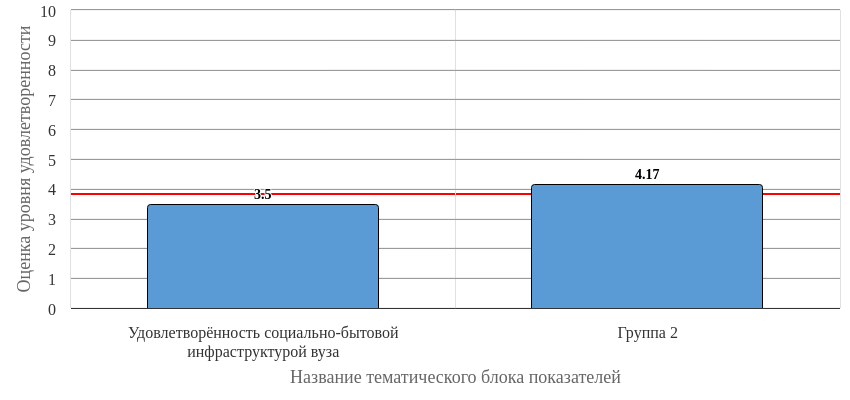 Оценка уровня удовлетворенности
10
9
8
7
6
5
4
3
2
1
0
3.5
4.17
Удовлетворённость социально-бытовой
инфраструктурой вуза
Группа 2
Название тематического блока показателей